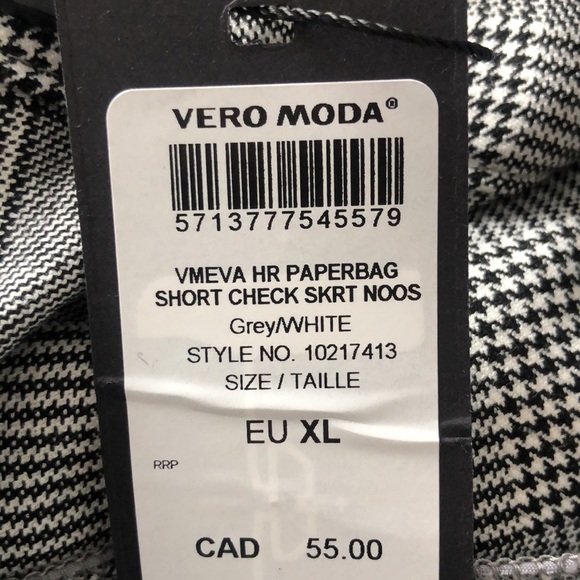 VERO MODA®
5713777545579
VMEVA HR PAPERBAG
SHORT CHECK SKRT NOOS
Grey/WHITE
STYLE NO. 10217413
SIZE / TAILLE
EU XL
RRP
CAD 55.00